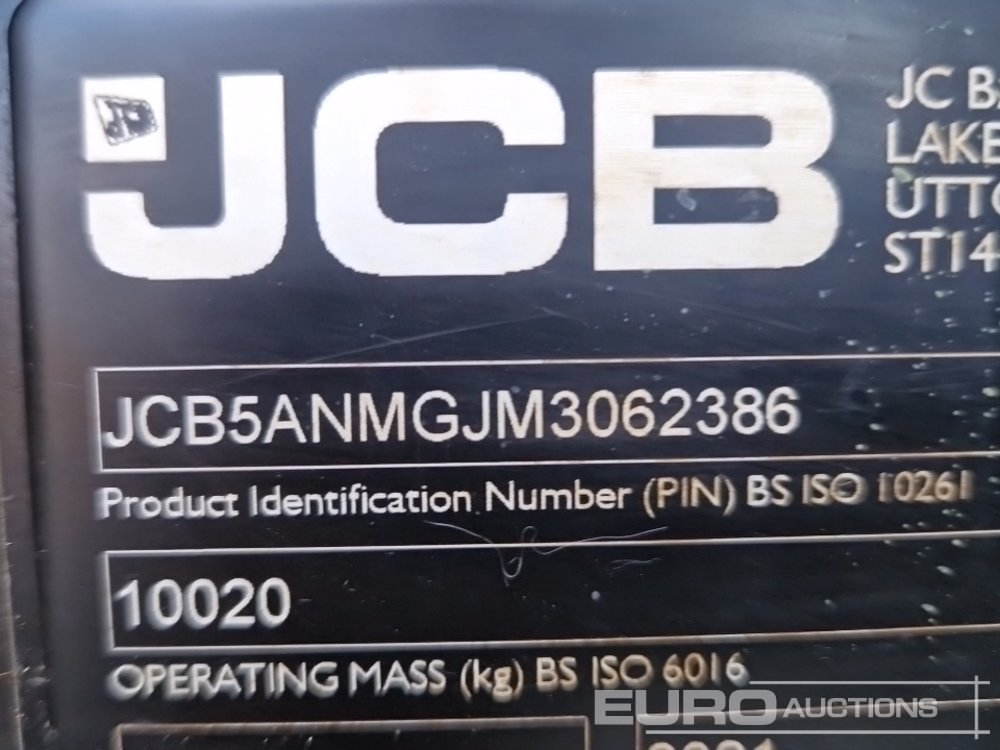 JCB
JC
LAKE
ST14
JCB5ANMGJM3062386
Product Identification Number (PIN) BS ISO 10261
10020
OPERATING MASS (kg) BS ISO 6016
EURO AUCTIONS